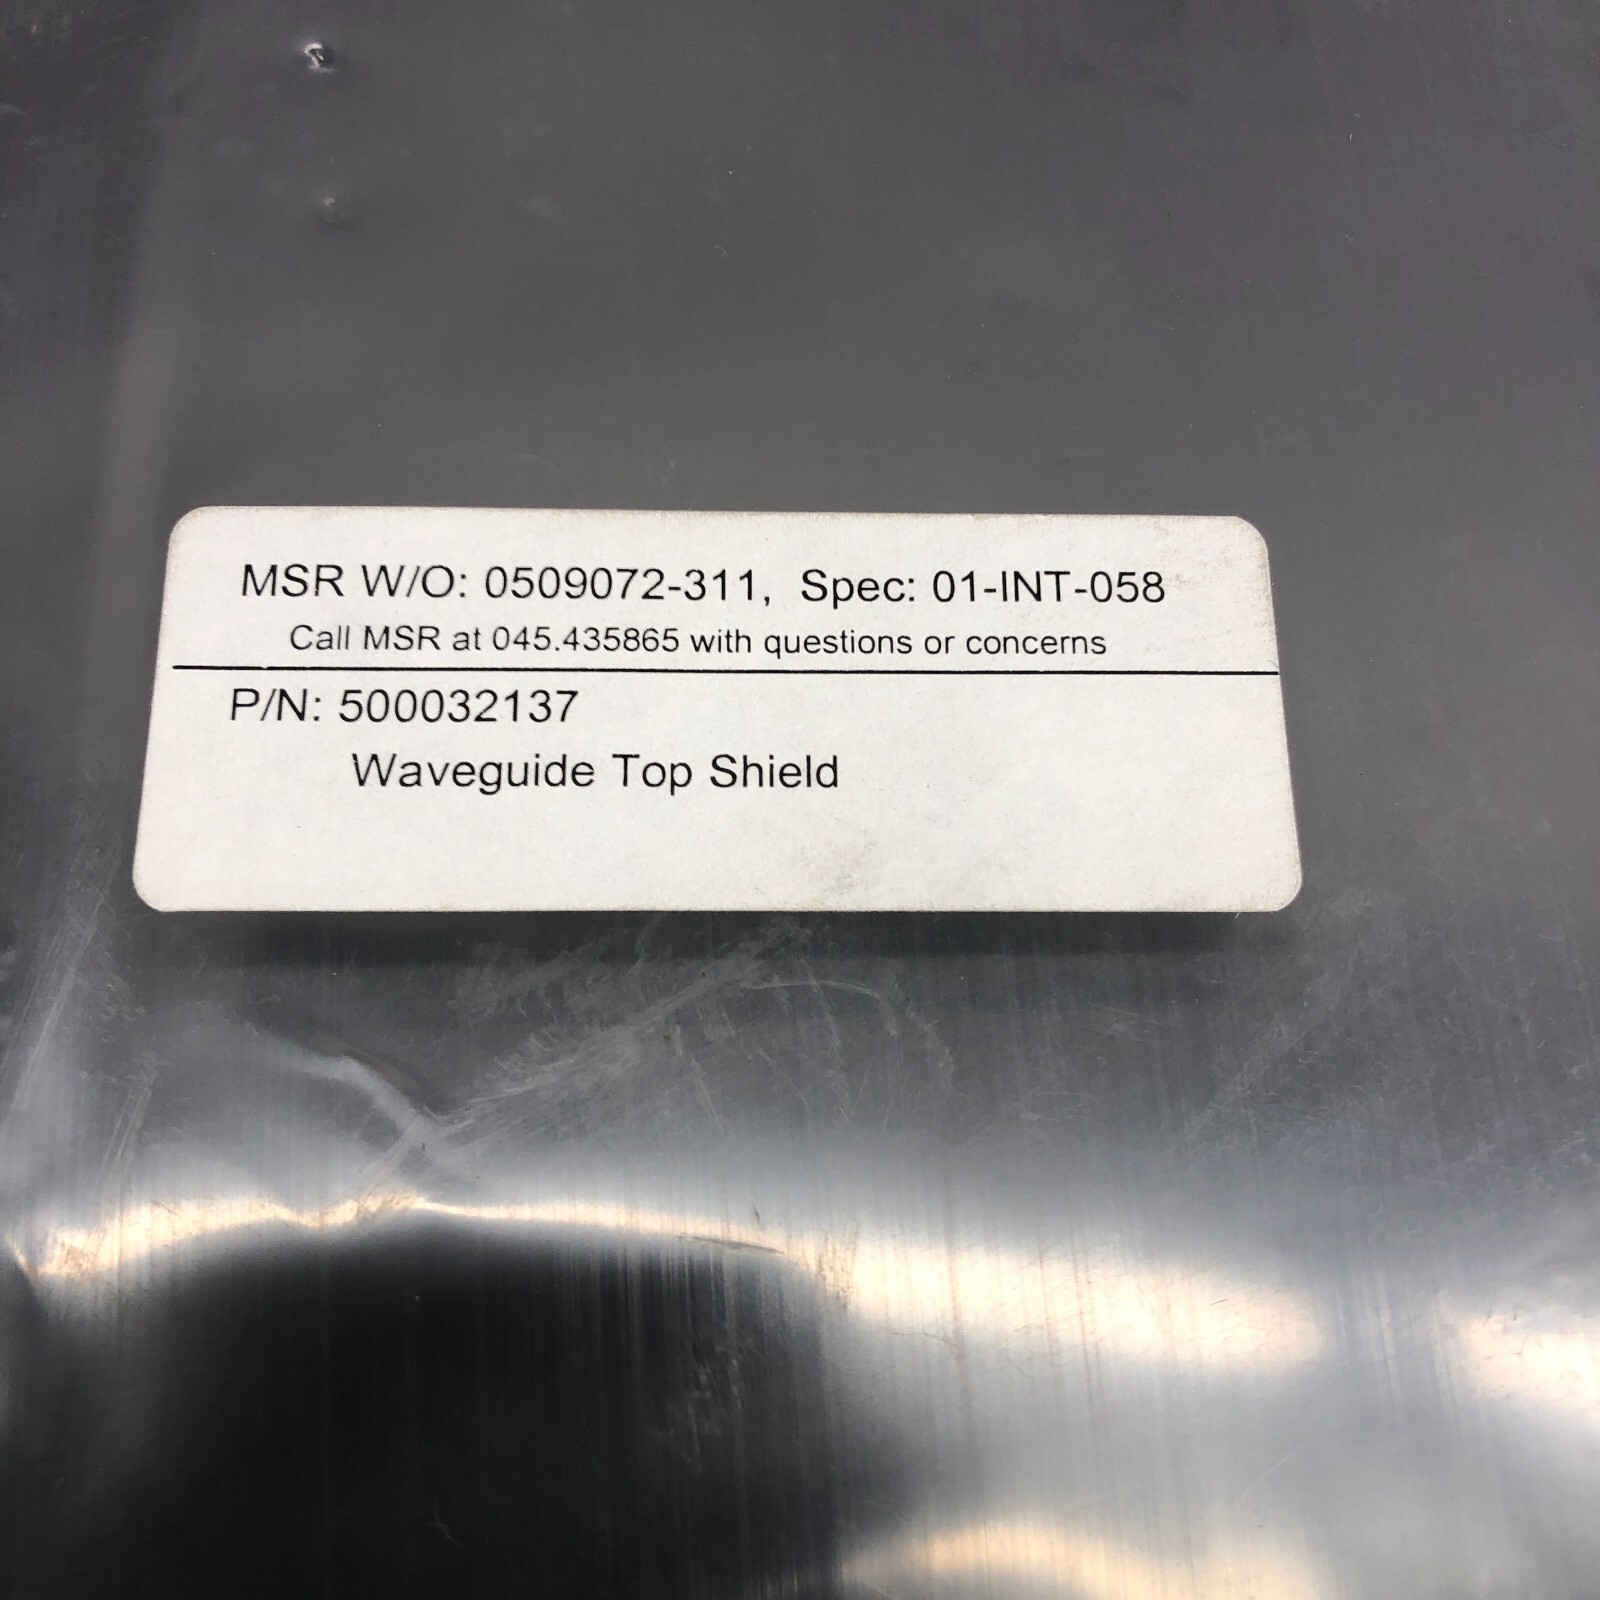 MSR W/O: 0509072-311, Spec: 01-INT-058
Call MSR at 045.435865 with questions or concerns
P/N: 500032137
Waveguide Top Shield